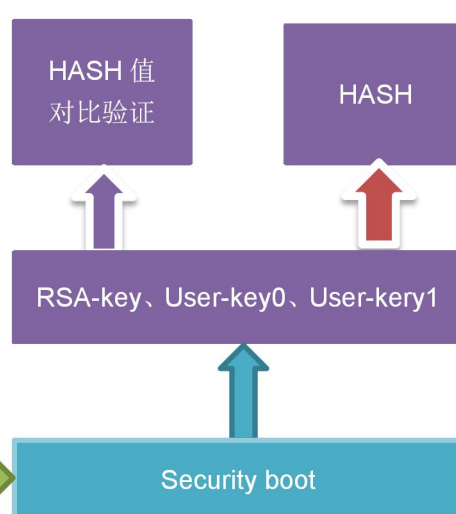 HASH 值
对比验证
HASH
RSA-key、User-key0、User-kery1
Security boot